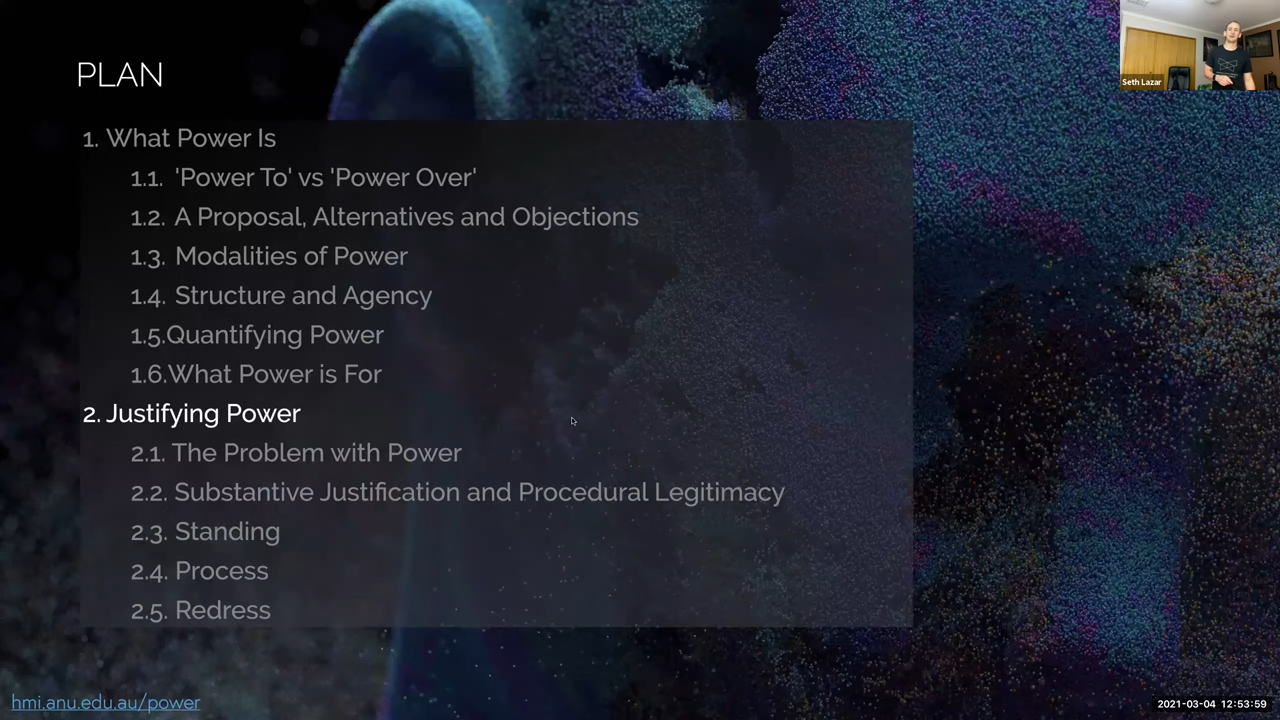 PLAN
Seth Lazar
1. What Power Is
1.1. 'Power To' vs 'Power Over'
1.2. A Proposal, Alternatives and Objections
1.3. Modalities of Power
1.4. Structure and Agency
1.5.Quantifying Power
1.6.What Power is For
2. Justifying Power
2.1. The Problem with Power
2.2. Substantive Justification and Procedural Legitimacy
2.3. Standing
2.4. Process
2.5. Redress
hmi.anu.edu.au/power
2021-03-04 12:53:59